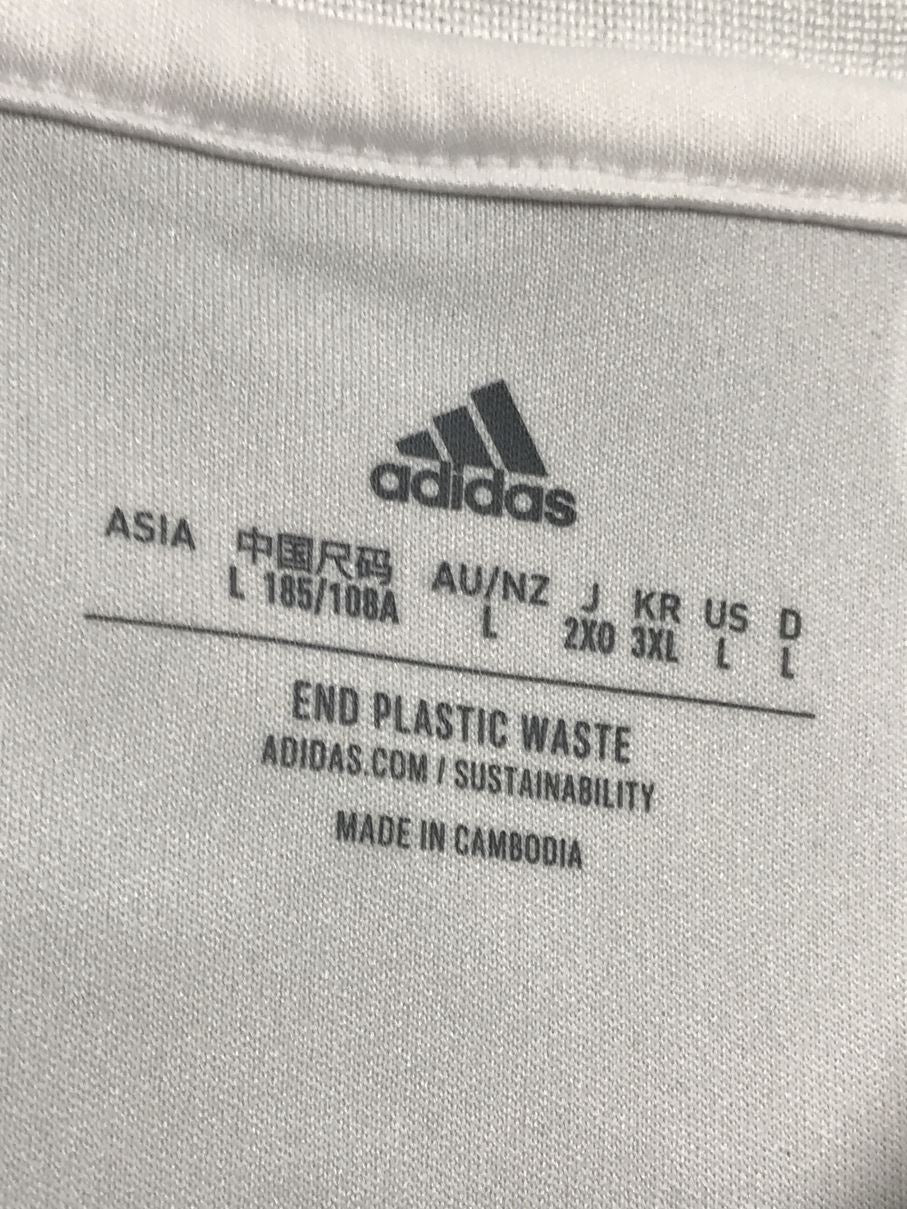 adidas
ASIA 中国尺码 AU/NZ J KR US D
L 185/108A L 2XO 3XL L L
END PLASTIC WASTE
ADIDAS.COM / SUSTAINABILITY
MADE IN CAMBODIA